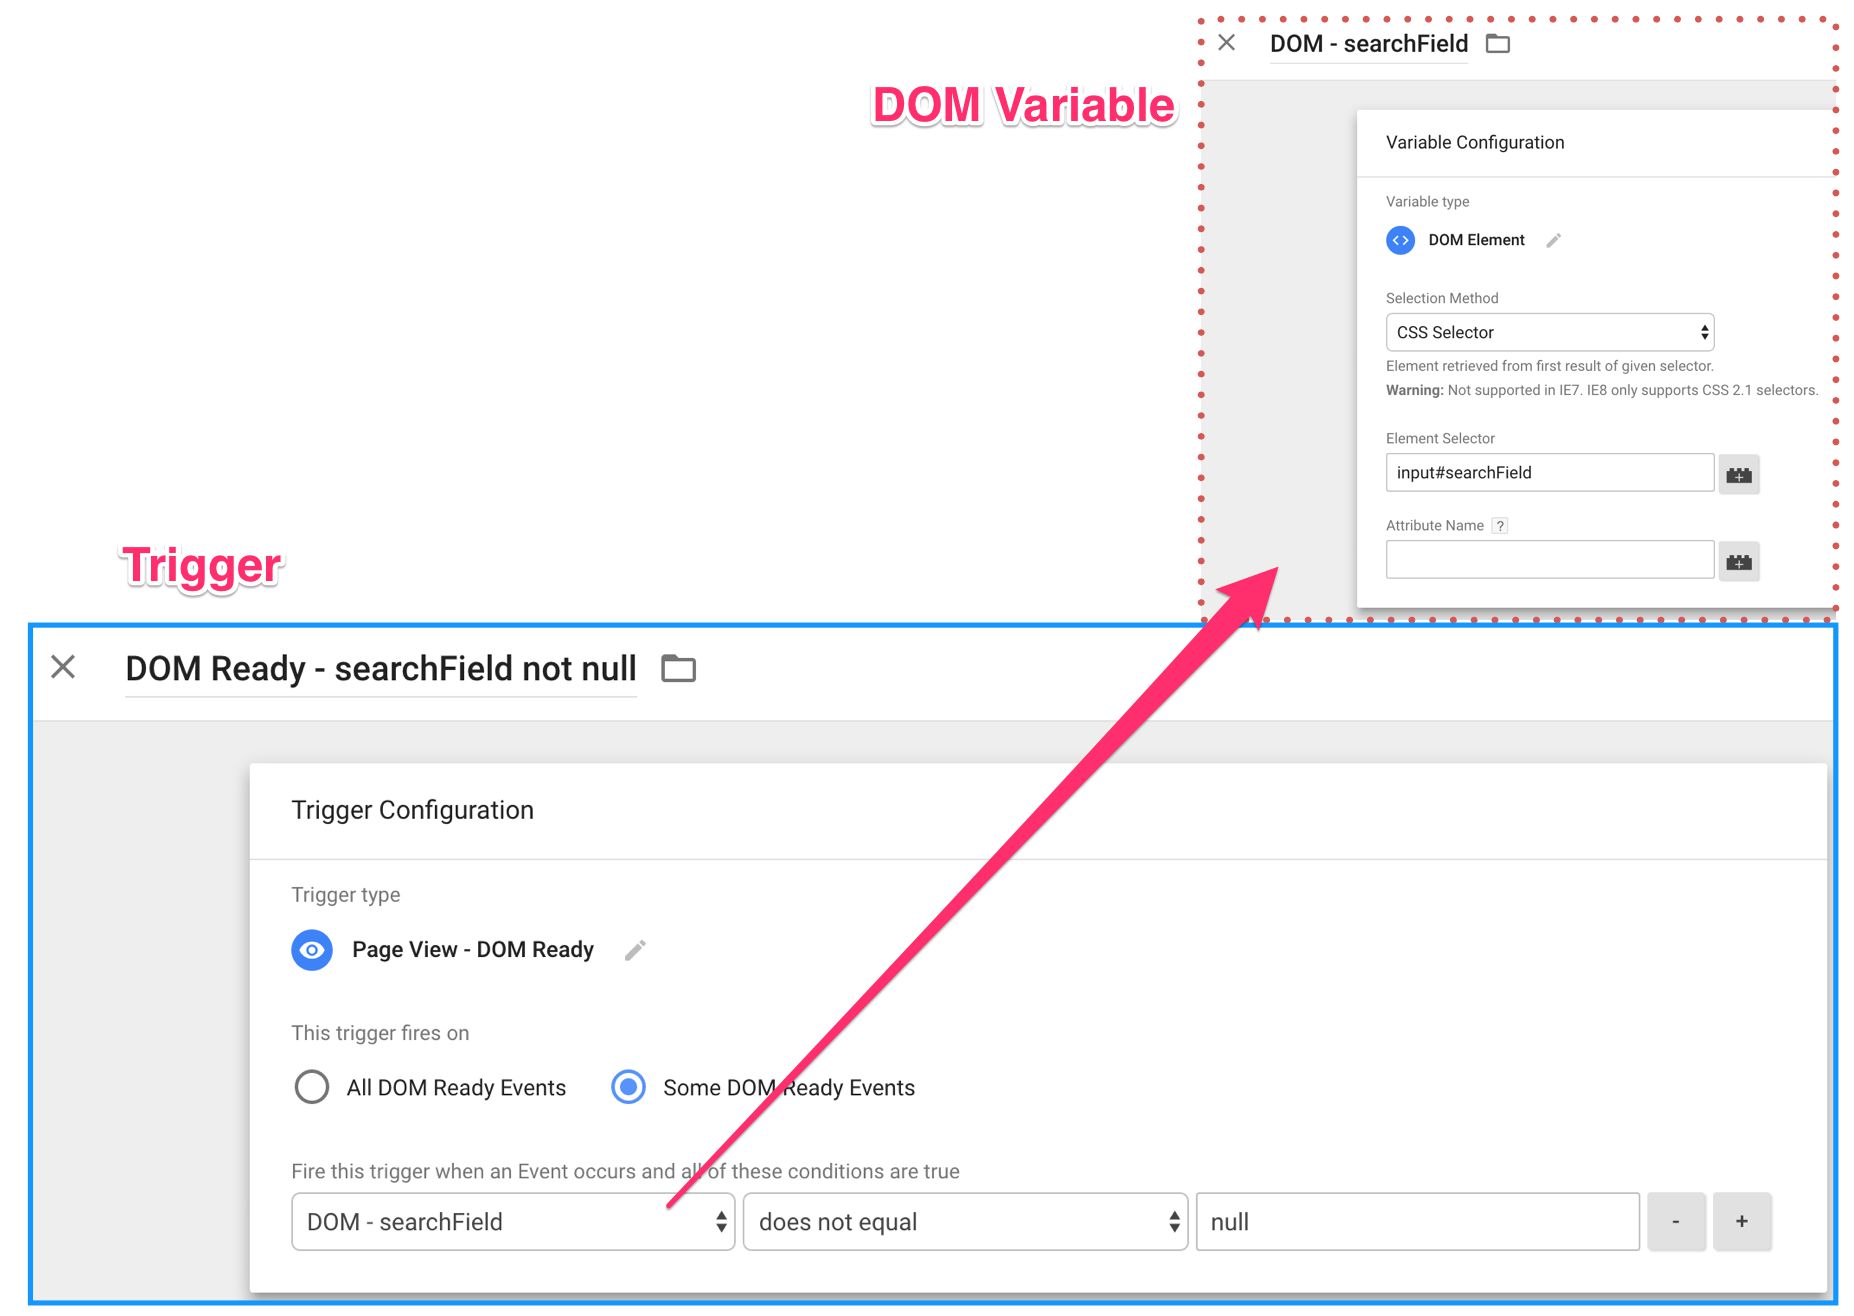 DOM - searchField
DOM Variable
Variable Configuration
Variable type
DOM Element
Selection Method
CSS Selector
Element retrieved from first result of given selector.
Warning: Not supported in IE7. IE8 only supports CSS 2.1 selectors.
Element Selector
input#searchField
Attribute Name ?
Trigger
DOM Ready - searchField not null
Trigger Configuration
Trigger type
Page View - DOM Ready
This trigger fires on
All DOM Ready Events Some DOM Ready Events
Fire this trigger when an Event occurs and all of these conditions are true
DOM - searchField does not equal null - +